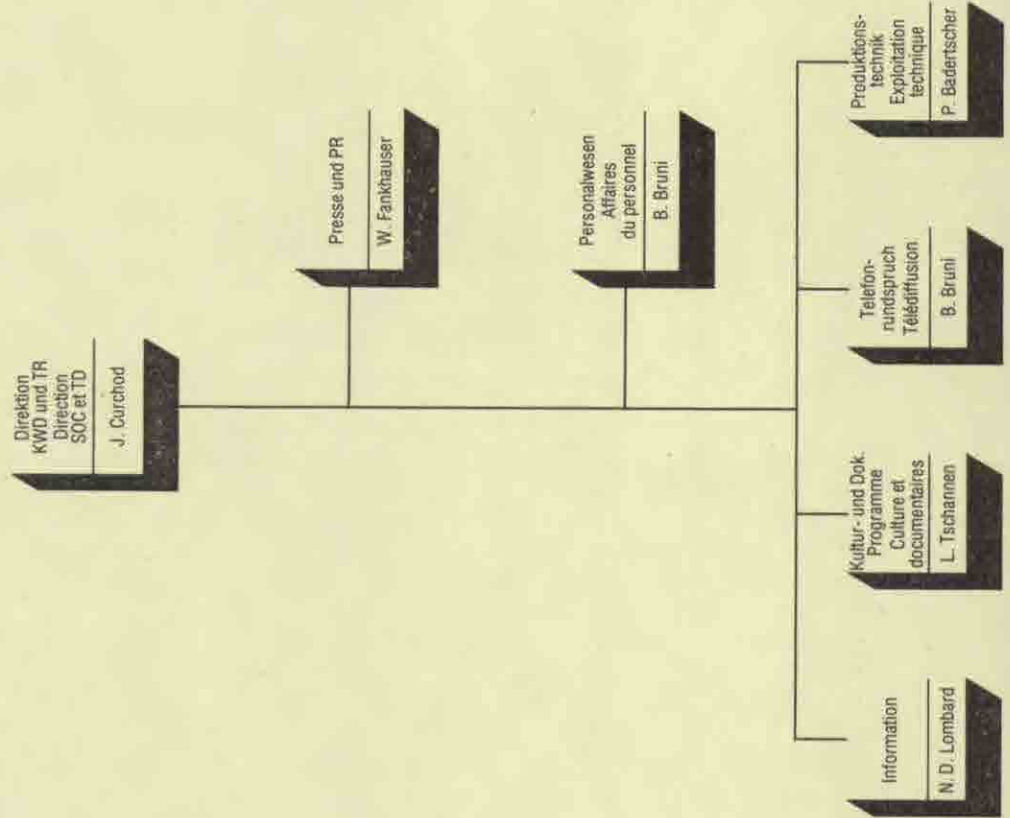 Direktion
KWD und TR
Direction
SOC et TD
J. Curchod
Presse und PR
W. Fankhauser
Personalwesen
Affaires
du personnel
B. Bruni
Information
N. D. Lombard
Kultur- und Dok.
Programme
Culture et
documentaires
L. Tschannen
Telefon-
rundspruch
Télédiffusion
B. Bruni
Produktions-
technik
Exploitation
technique
P. Badertscher